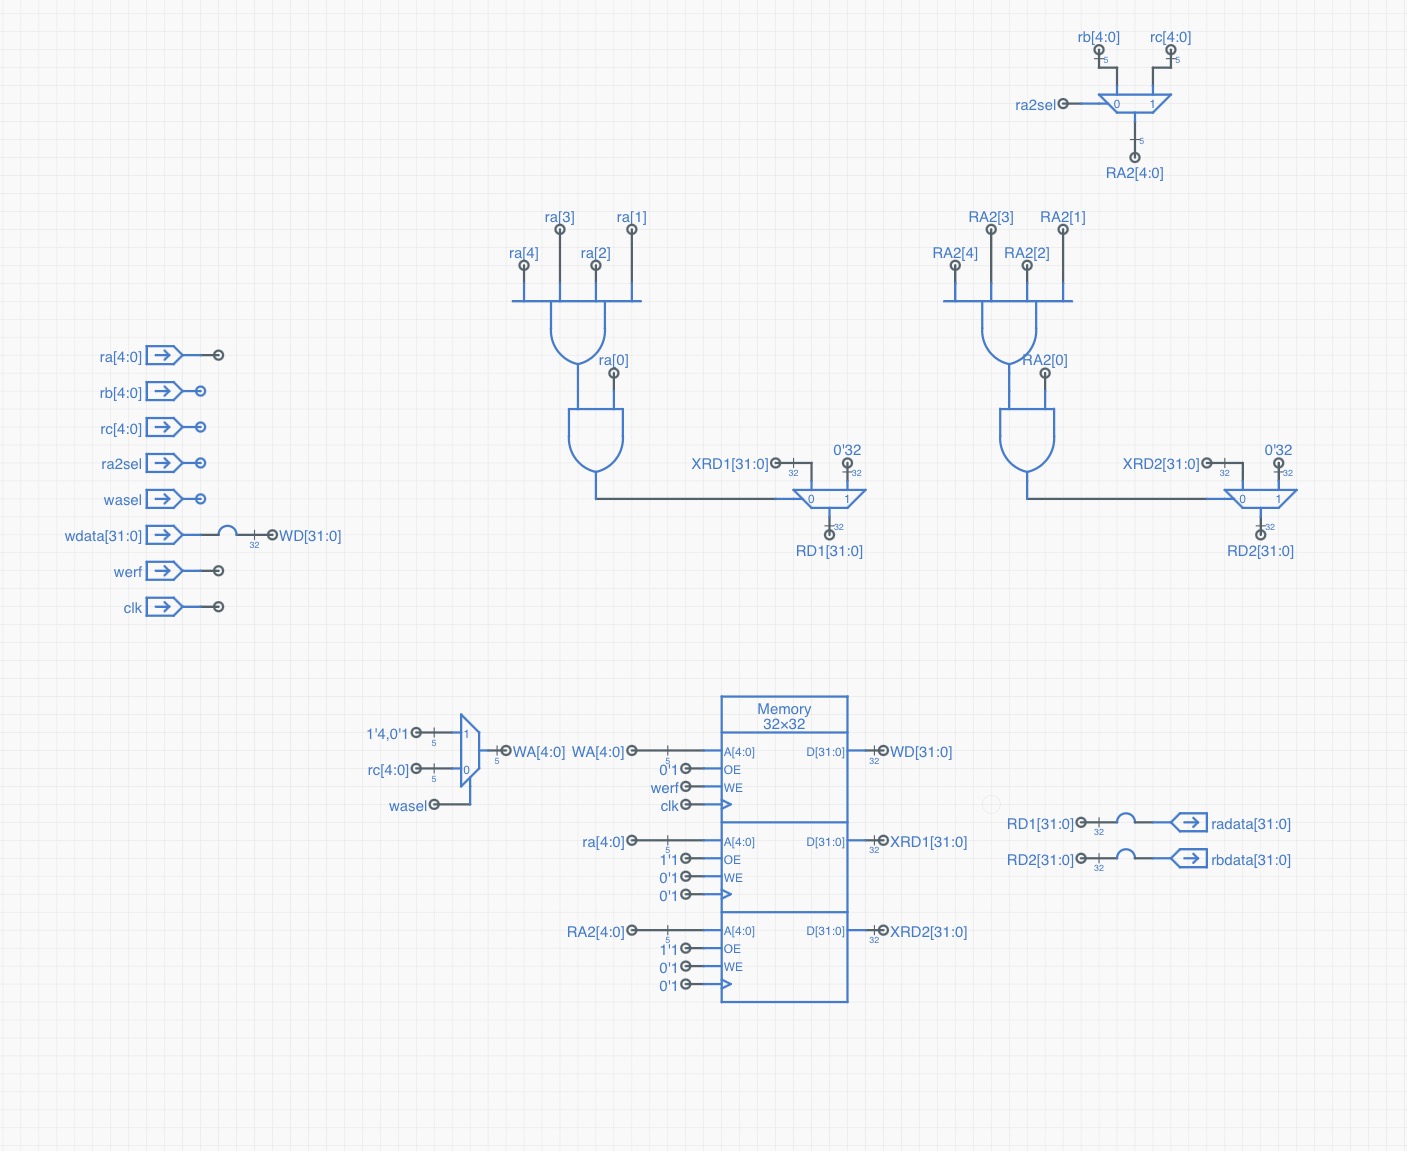 rb[4:0] rc[4:0]
5 5
ra2sel 0 1
5
RA2[4:0]
ra[3] ra[1] RA2[3] RA2[1]
ra[4] ra[2] RA2[4] RA2[2]
ra[4:0] ra[0] RA2[0]
rb[4:0]
rc[4:0]
0'32 0'32
ra2sel XRD1[31:0] 32 32 XRD2[31:0] 32 32
wasel 0 1 0 1
32 32
wdata[31:0] 32 WD[31:0]
RD1[31:0] RD2[31:0]
werf
clk
Memory
32×32
1'4,0'1 5 1
5 WA[4:0] WA[4:0] 5 A[4:0] D[31:0] 32 WD[31:0]
rc[4:0] 5 0 0'1 OE
werf WE
wasel clk
RD1[31:0] 32 radata[31:0]
ra[4:0] 5 A[4:0] D[31:0] 32 XRD1[31:0]
1'1 OE RD2[31:0] 32 rbdata[31:0]
0'1 WE
0'1
RA2[4:0] 5 A[4:0] D[31:0] 32 XRD2[31:0]
1'1 OE
0'1 WE
0'1